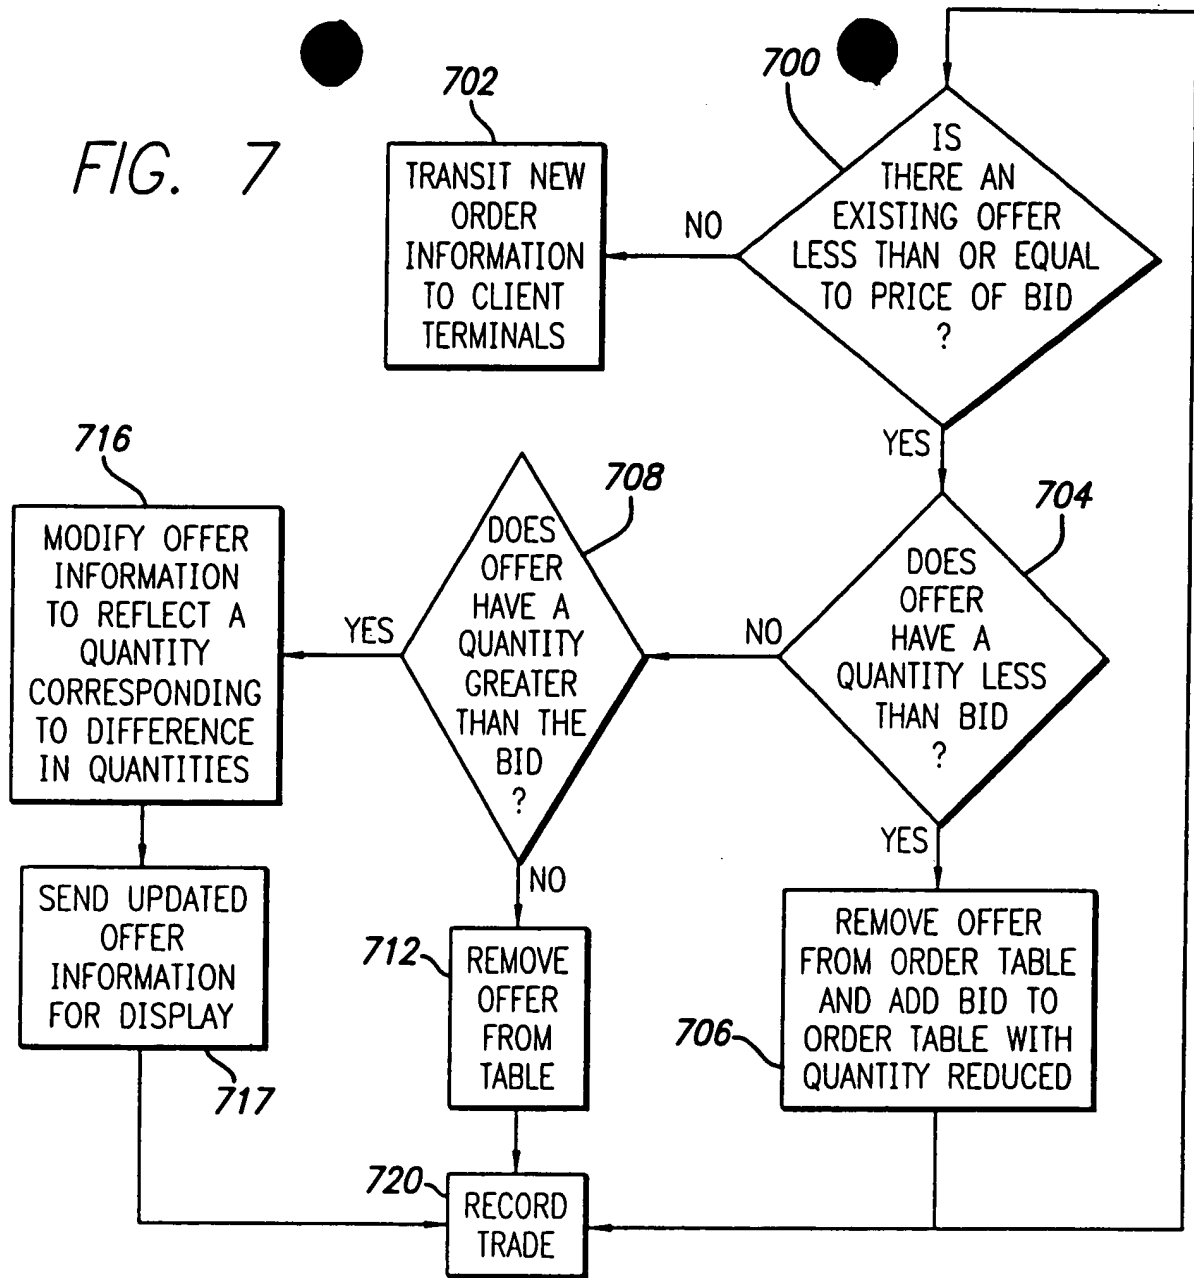 FIG. 7
702
TRANSIT NEW
ORDER
INFORMATION
TO CLIENT
TERMINALS
700
IS
THERE AN
EXISTING OFFER
LESS THAN OR EQUAL
TO PRICE OF BID
?
NO
YES
704
DOES
OFFER
HAVE A
QUANTITY LESS
THAN BID
?
NO
YES
708
DOES
OFFER
HAVE A
QUANTITY
GREATER
THAN THE
BID
?
YES
NO
716
MODIFY OFFER
INFORMATION
TO REFLECT A
QUANTITY
CORRESPONDING
TO DIFFERENCE
IN QUANTITIES
SEND UPDATED
OFFER
INFORMATION
FOR DISPLAY
717
712
REMOVE
OFFER
FROM
TABLE
706
REMOVE OFFER
FROM ORDER TABLE
AND ADD BID TO
ORDER TABLE WITH
QUANTITY REDUCED
720
RECORD
TRADE